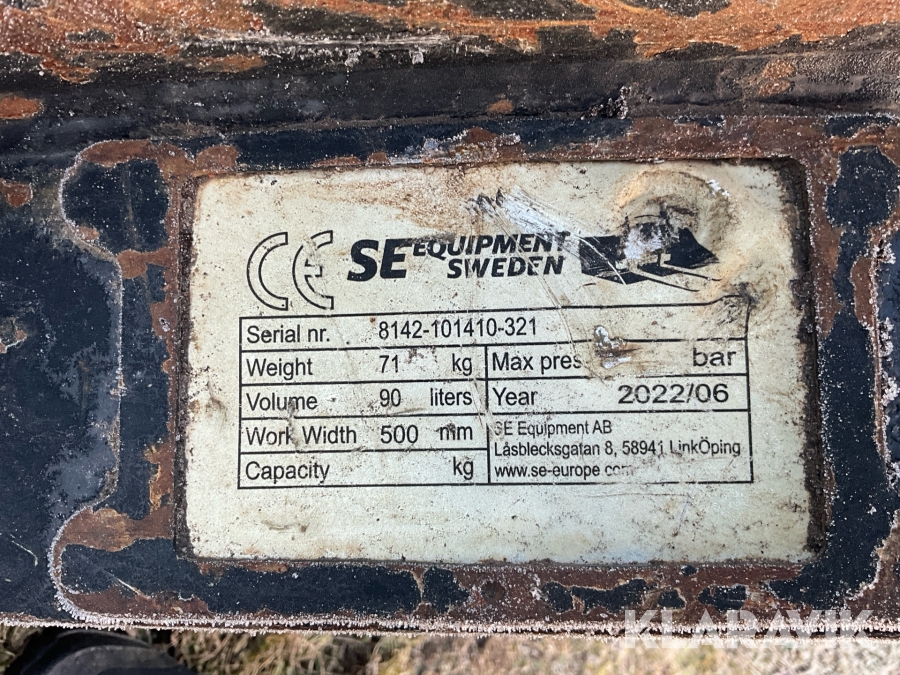 CE SE EQUIPMENT
SWEDEN
Serial nr. 8142-101410-321
Weight 71 kg Max pres bar
Volume 90 liters Year 2022/06
Work Width 500 mm SE Equipment AB
Låsblecksgatan 8, 58941 LinkÖping
Capacity kg www.se-europe.com
KLARAVIK